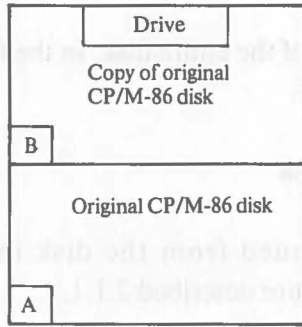 Drive
Copy of original
CP/M-86 disk
B
Original CP/M-86 disk
A